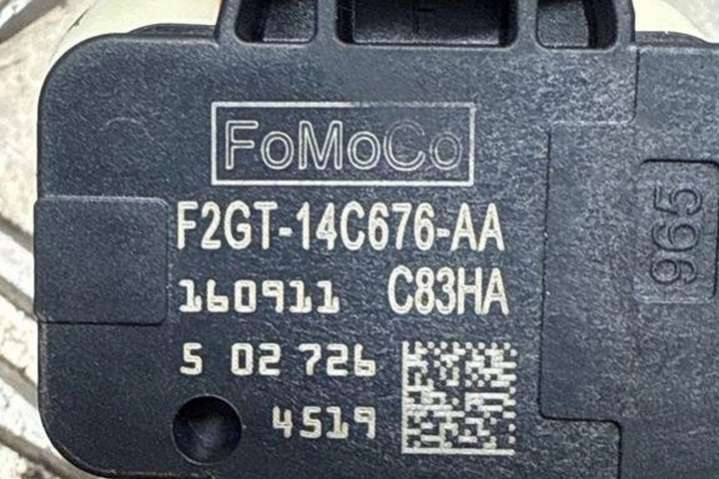 FoMoCo
F2GT-14C676-AA
160911 C83HA
5 02 726
4519
965